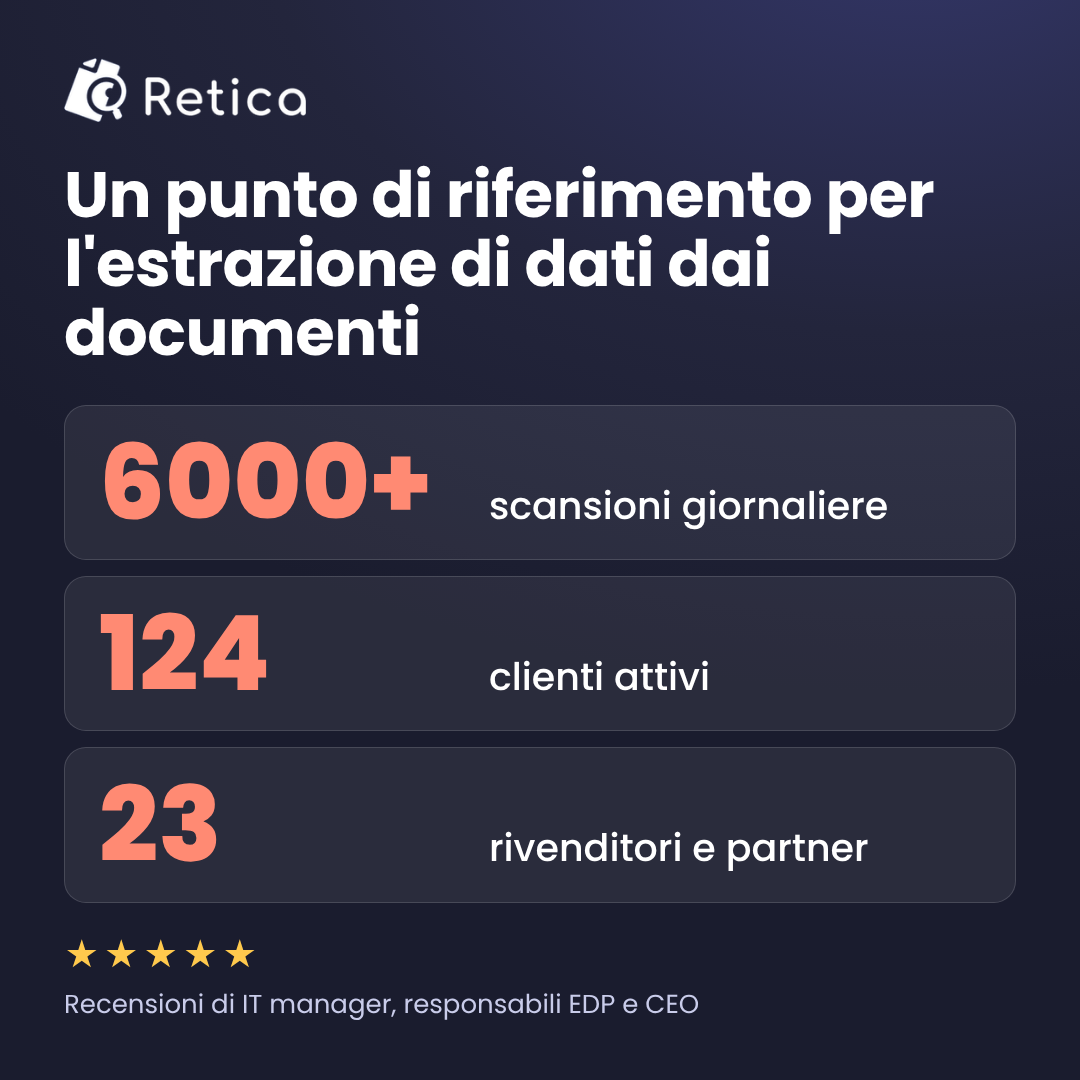 Retica
Un punto di riferimento per
l'estrazione di dati dai
documenti
6000+ scansioni giornaliere
124 clienti attivi
23 rivenditori e partner
★★★★★
Recensioni di IT manager, responsabili EDP e CEO